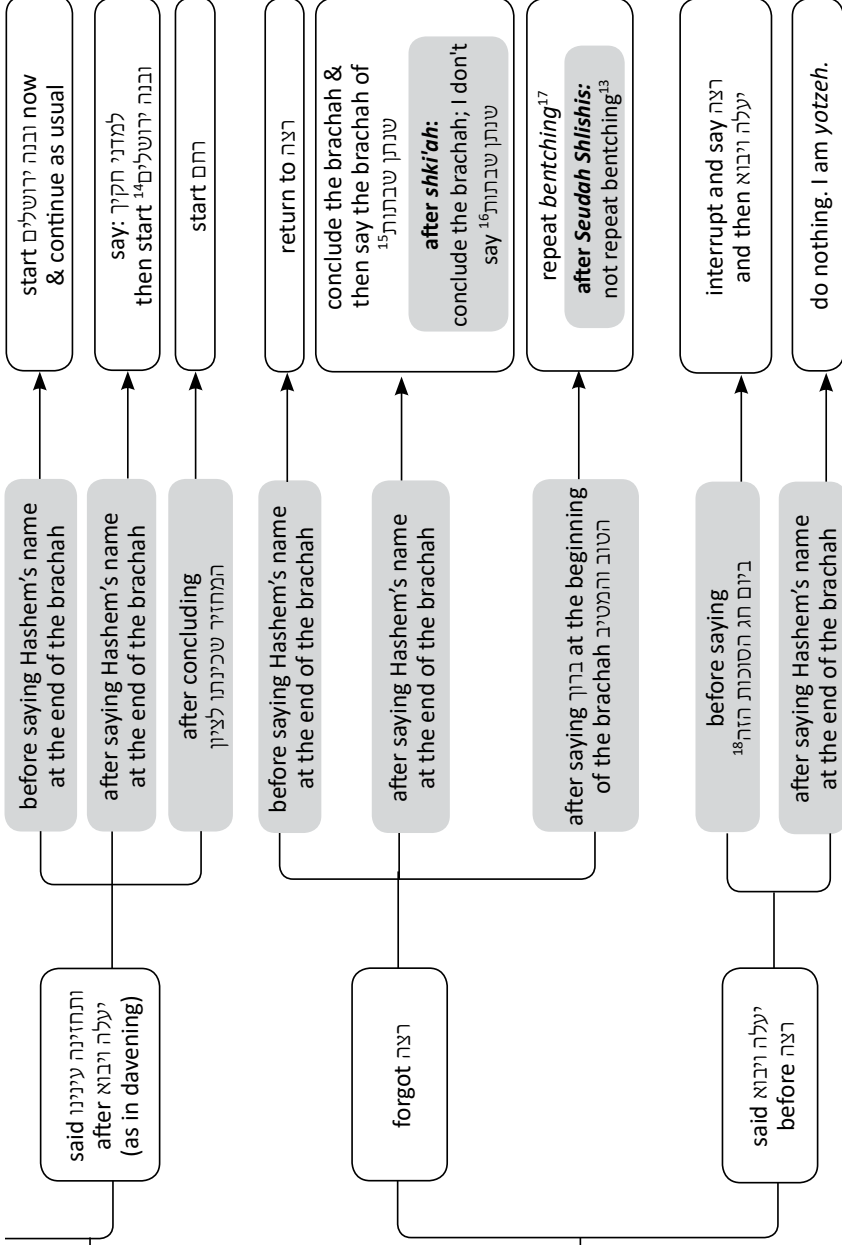 said ותחזינה עינינו
after יעלה ויבוא
(as in davening)
before saying Hashem’s name
at the end of the brachah
start ובנה ירושלים now
& continue as usual
after saying Hashem’s name
at the end of the brachah
say: למדני חקיך
then start ובנה ירושלים14
after concluding
המחזיר שכינתו לציון
start רחם
forgot רצה
before saying Hashem’s name
at the end of the brachah
return to רצה
after saying Hashem’s name
at the end of the brachah
conclude the brachah &
then say the brachah of
שנתן שבתות15
after shki'ah:
conclude the brachah; I don't
say שנתן שבתות16
after saying ברוך at the beginning
of the brachah הטוב והמטיב
repeat bentching17
after Seudah Shlishis:
not repeat bentching13
said יעלה ויבוא
before רצה
before saying
ביום חג הסוכות הזה18
interrupt and say רצה
and then יעלה ויבוא
after saying Hashem’s name
at the end of the brachah
do nothing. I am yotzeh.